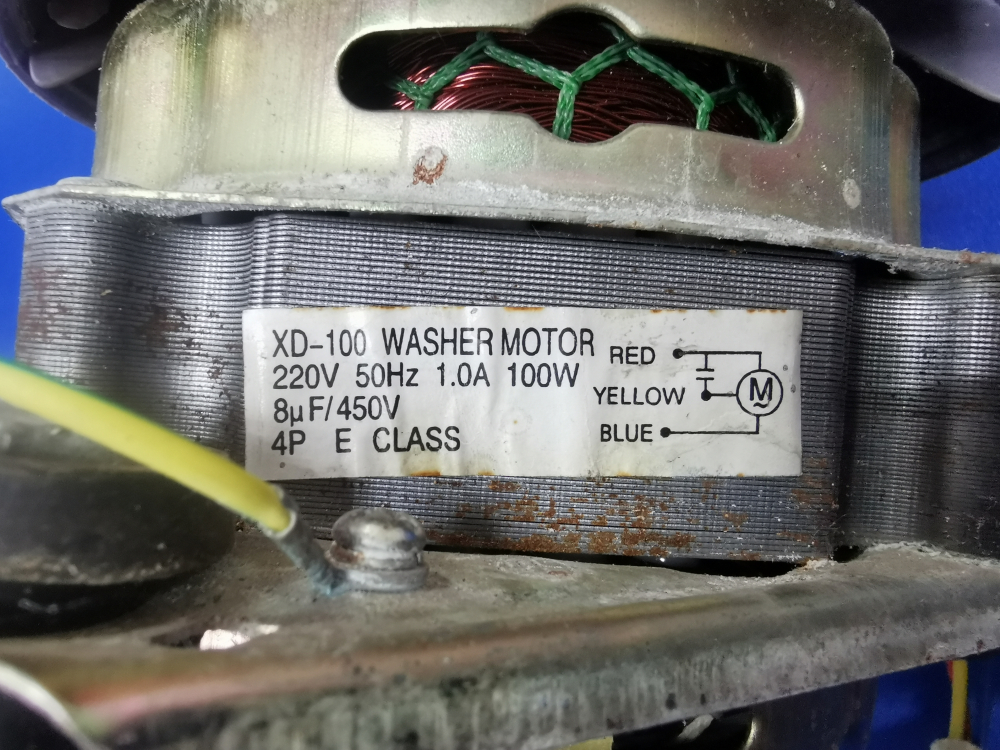 XD-100 WASHER MOTOR
220V 50Hz 1.0A 100W
8μF/450V
4P E CLASS
RED
YELLOW
BLUE
M
~